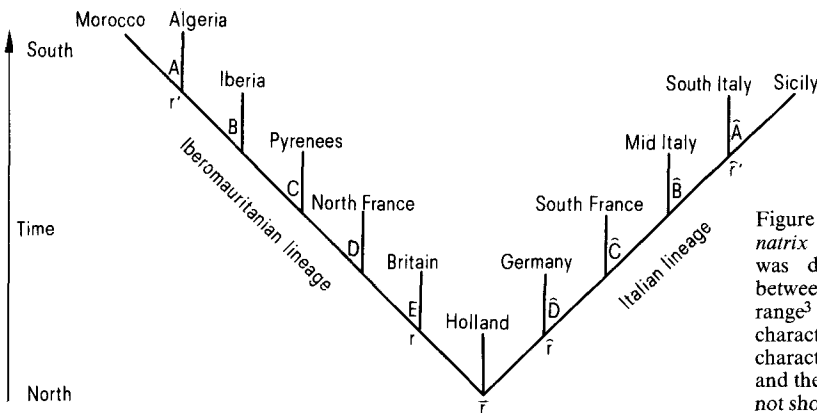 Morocco Algeria
South
A
r'
Iberia
B
Pyrenees
C
North France
D
Britain
E
r
Holland
r̄
Iberomauritanian lineage
Time
North
South Italy Sicily
Â
r̂'
Mid Italy
B̂
South France
Ĉ
Germany
D̂
r̂
Italian lineage
Figure
natrix
was d
between
range³
charact
charact
and the
not sho